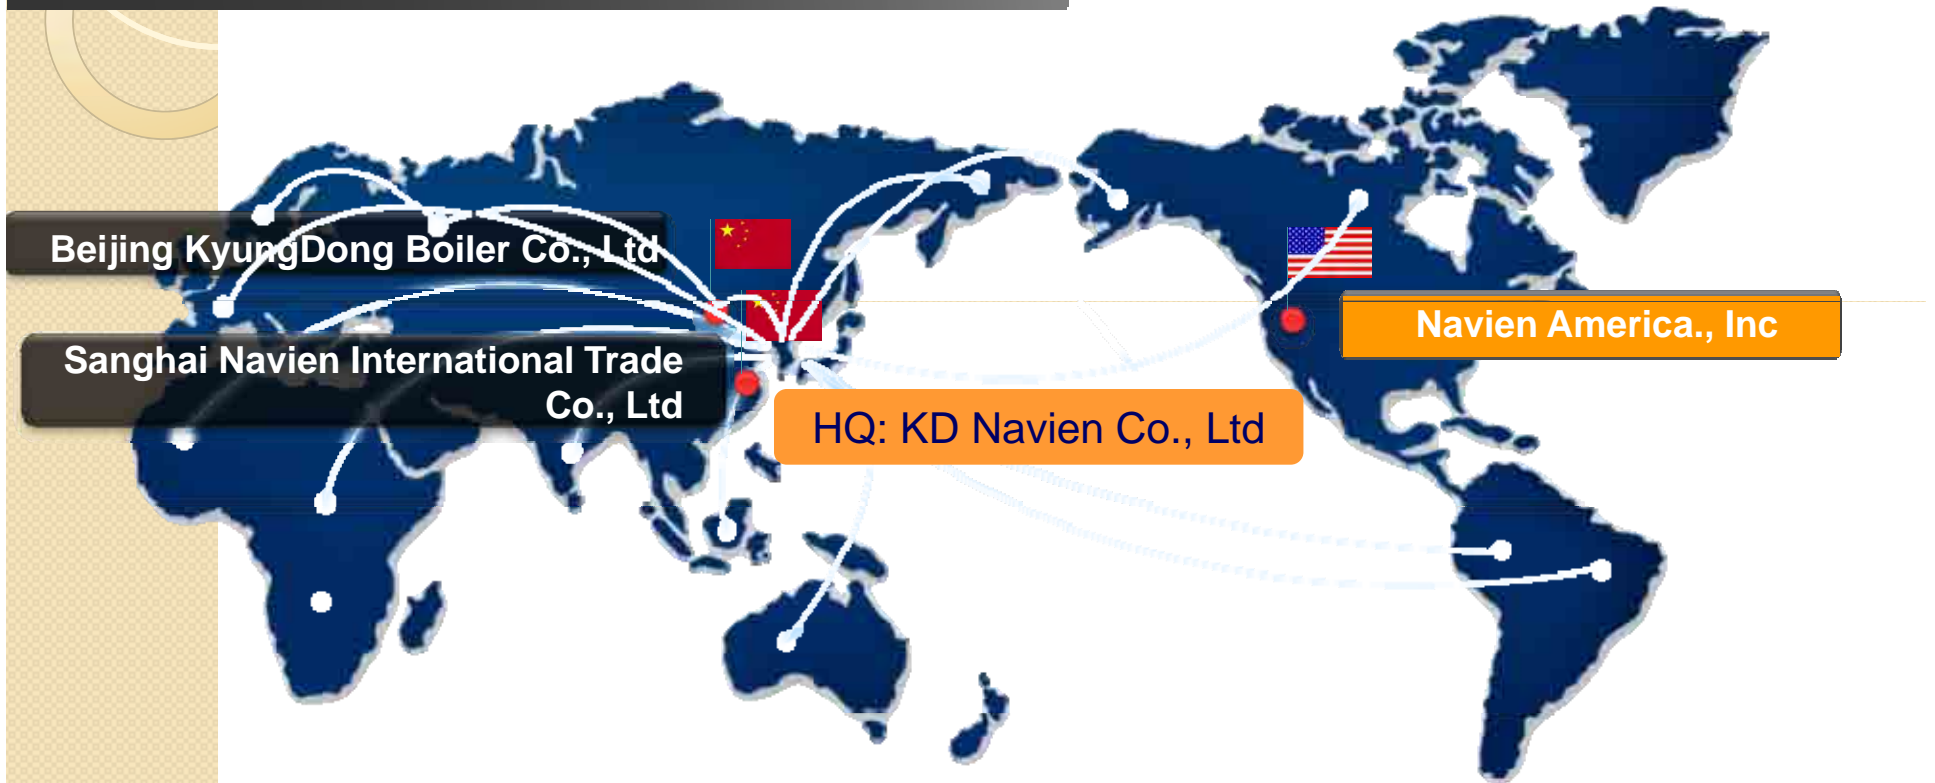 Beijing KyungDong Boiler Co., Ltd
Navien America., Inc
Sanghai Navien International Trade
Co., Ltd
HQ: KD Navien Co., Ltd